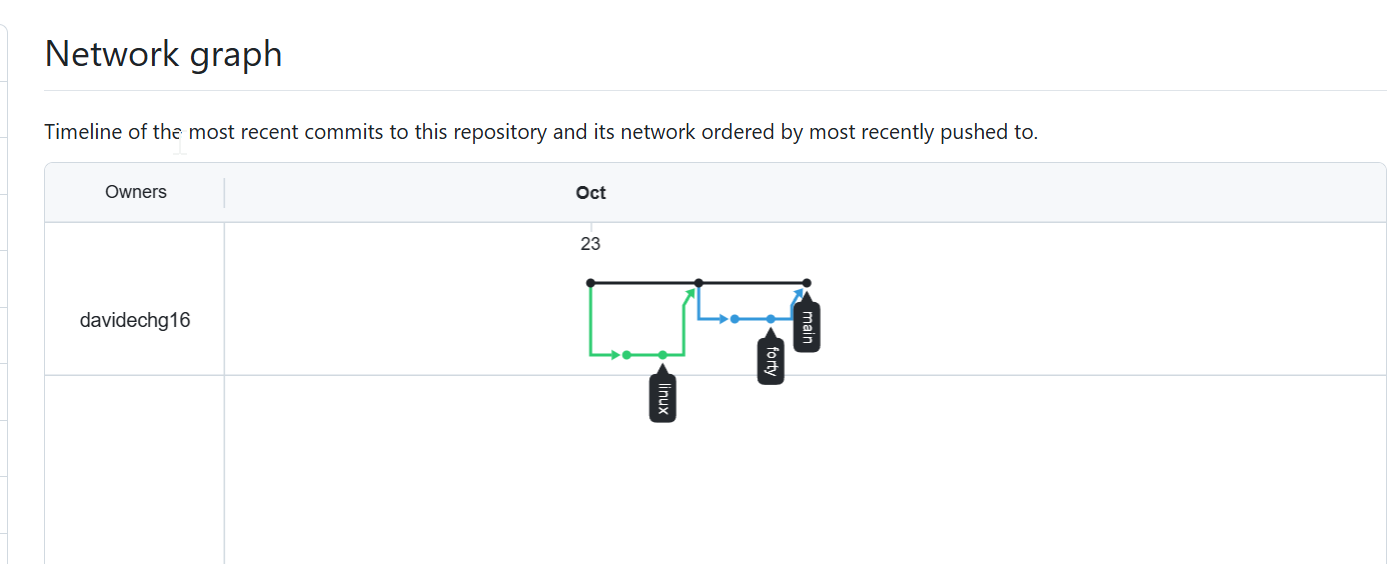 Network graph
Timeline of the most recent commits to this repository and its network ordered by most recently pushed to.
Owners
Oct
23
davidechg16
main
forty
linux